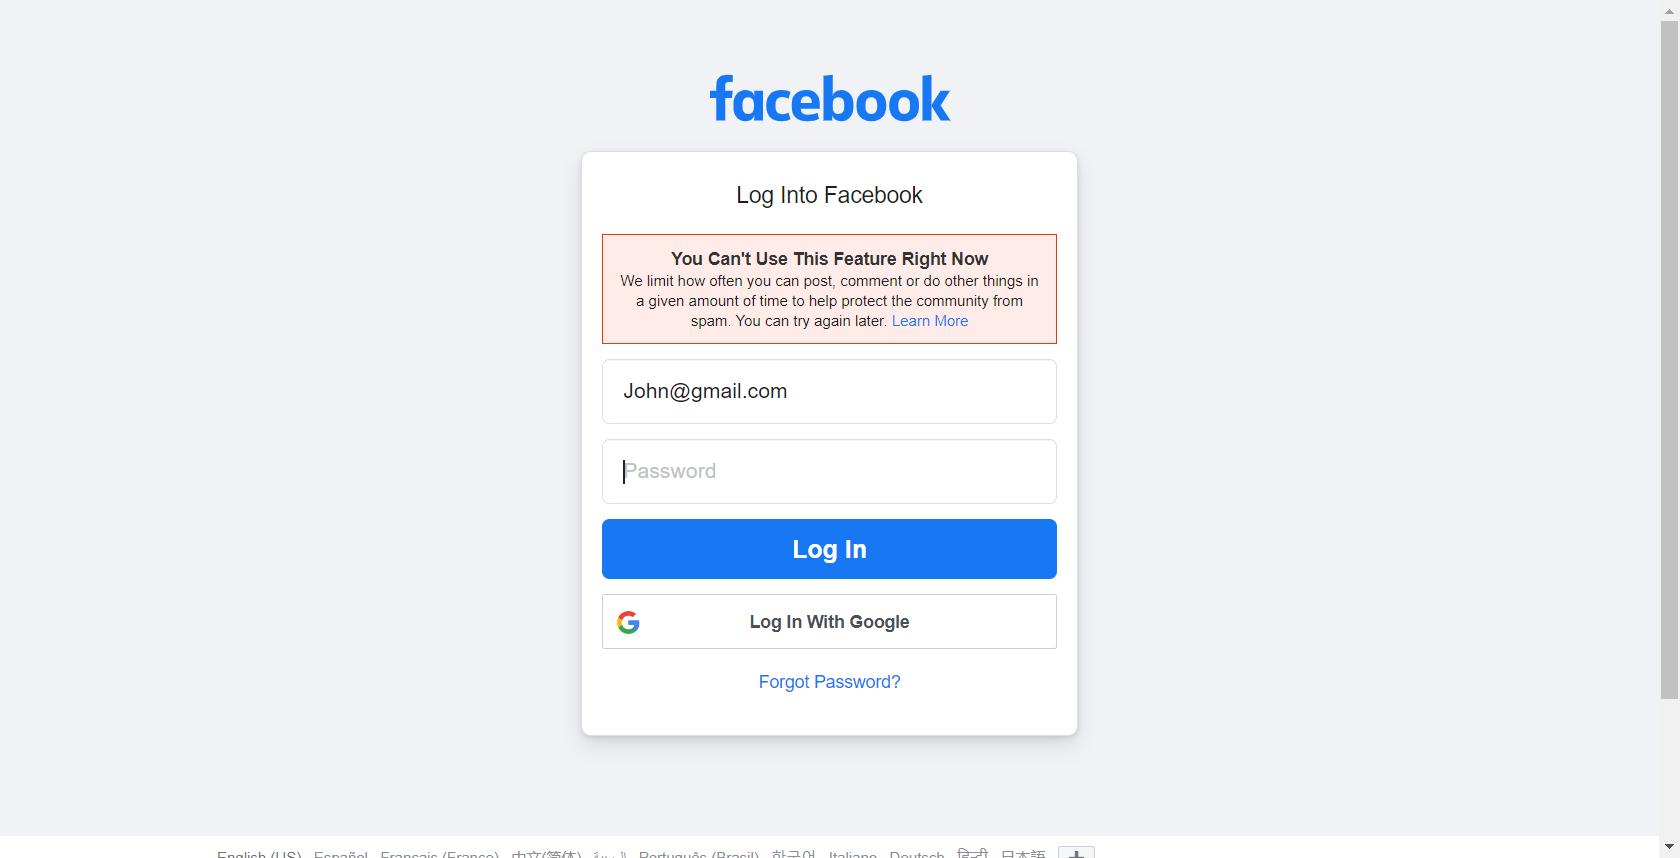 facebook
Log Into Facebook
You Can't Use This Feature Right Now
We limit how often you can post, comment or do other things in
a given amount of time to help protect the community from
spam. You can try again later. Learn More
John@gmail.com
Password
Log In
Log In With Google
Forgot Password?
English (US) Español Français (France) 中文(简体) Português (Brasil) 한국어 Italiano Deutsch हिन्दी 日本語